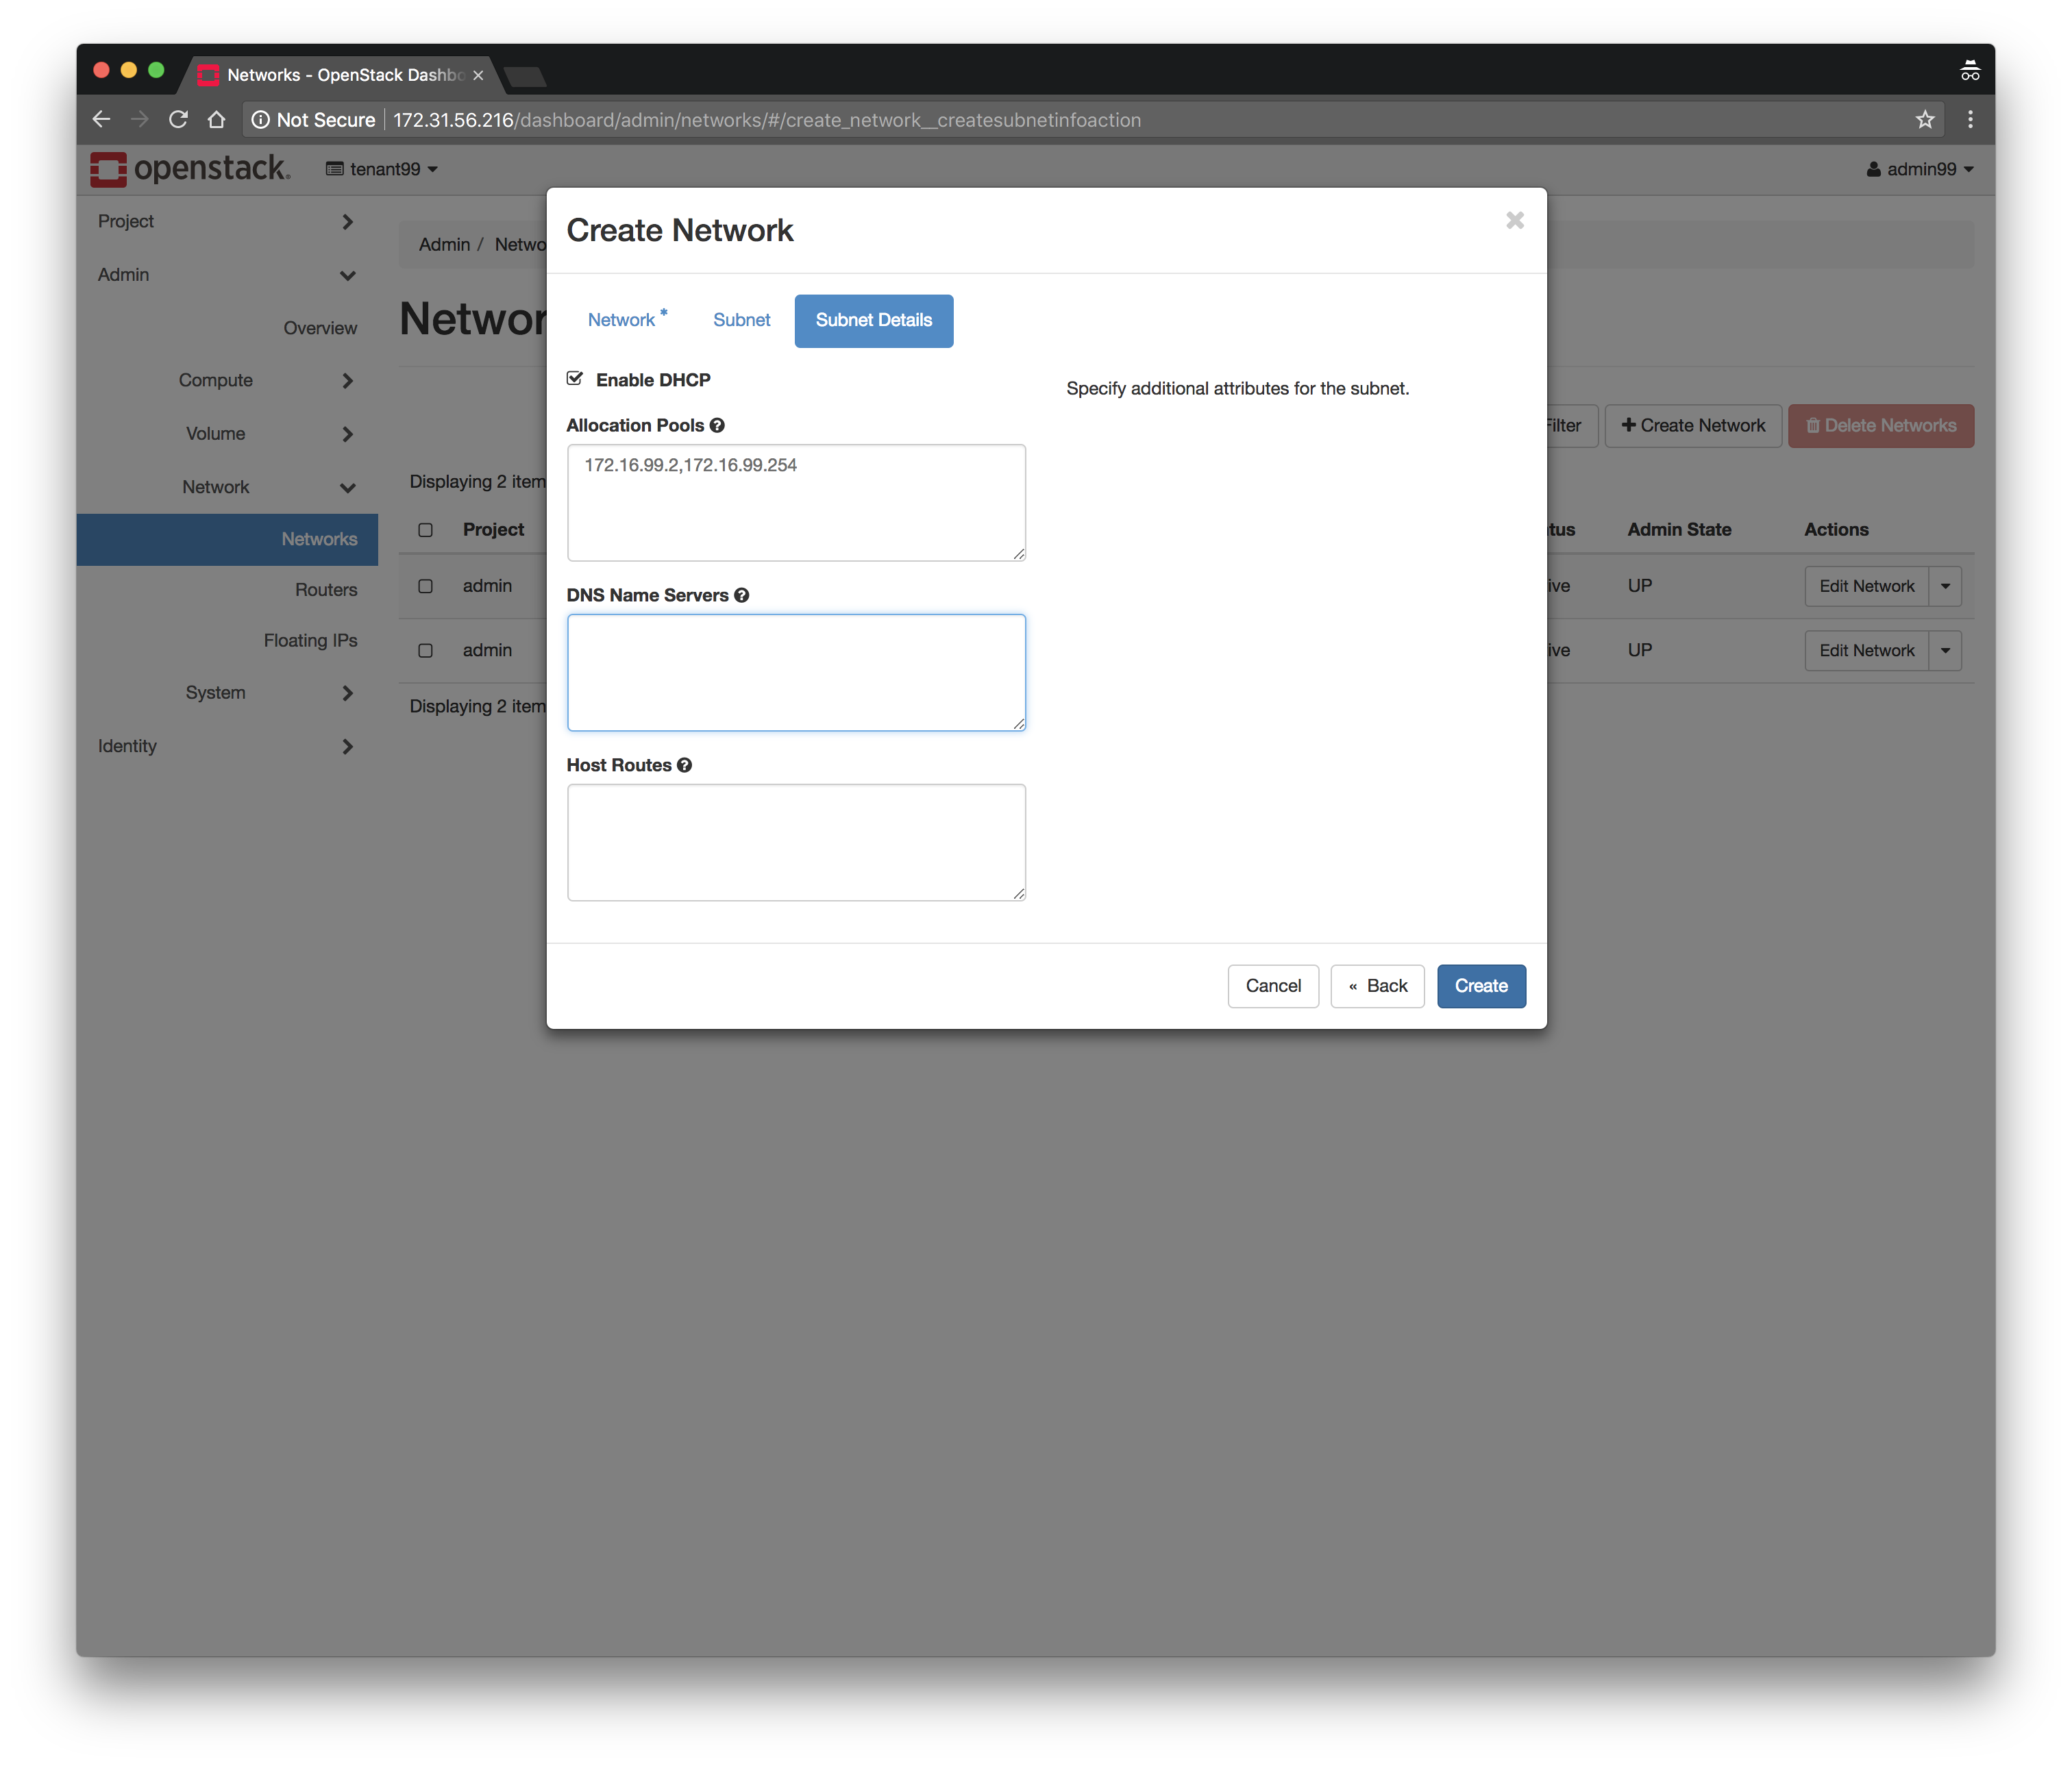 Networks - OpenStack Dashbo
Not Secure 172.31.56.216/dashboard/admin/networks/#/create_network__createsubnetinfoaction
openstack. tenant99 admin99
Project
Admin
Overview
Compute
Volume
Network
Networks
Routers
Floating IPs
System
Identity
Admin / Netwo
Networ
Filter + Create Network Delete Networks
Displaying 2 item
Project tus Admin State Actions
admin ive UP Edit Network
admin ive UP Edit Network
Displaying 2 item
Create Network
Network * Subnet Subnet Details
Enable DHCP
Specify additional attributes for the subnet.
Allocation Pools
172.16.99.2,172.16.99.254
DNS Name Servers
Host Routes
Cancel « Back Create